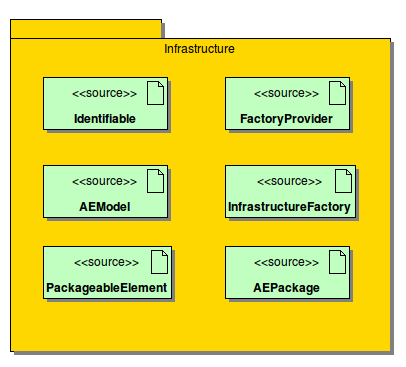 Infrastructure
<<source>>
Identifiable
<<source>>
FactoryProvider
<<source>>
AEModel
<<source>>
InfrastructureFactory
<<source>>
PackageableElement
<<source>>
AEPackage